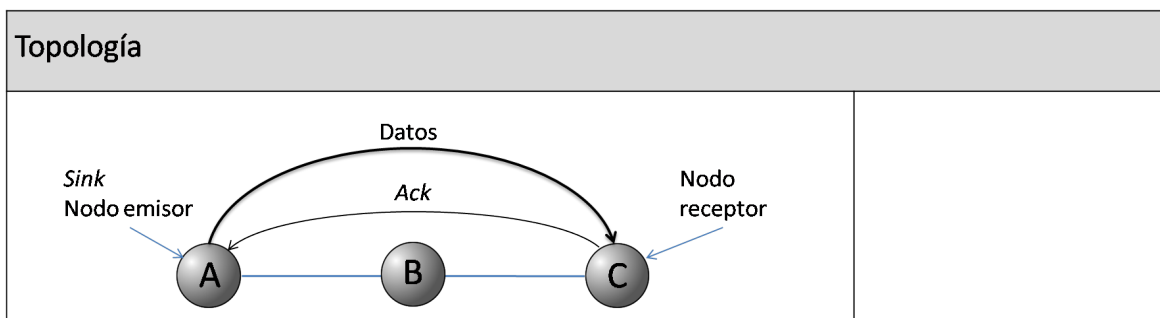 Topología
Datos
Sink
Nodo emisor
Ack
Nodo
receptor
A
B
C